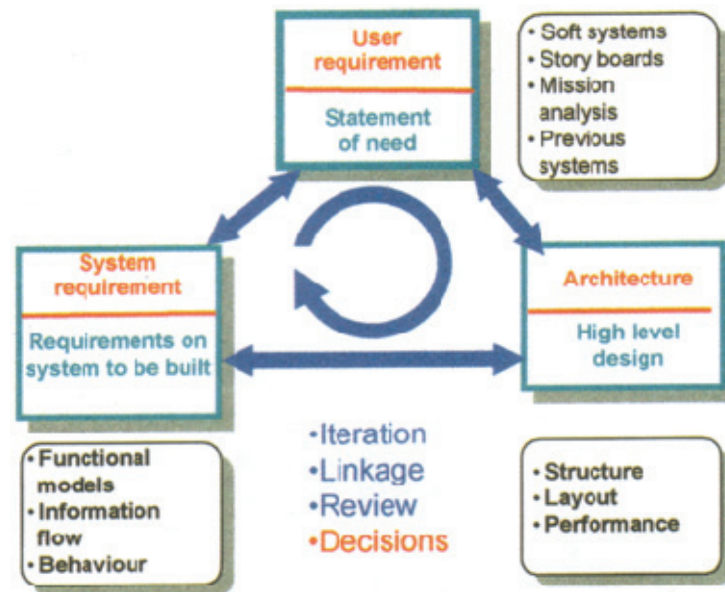 User
requirement
Statement
of need
• Soft systems
• Story boards
• Mission
analysis
• Previous
systems
System
requirement
Requirements on
system to be built
Architecture
High level
design
• Functional
models
• Information
flow
• Behaviour
•Iteration
•Linkage
•Review
•Decisions
• Structure
• Layout
• Performance